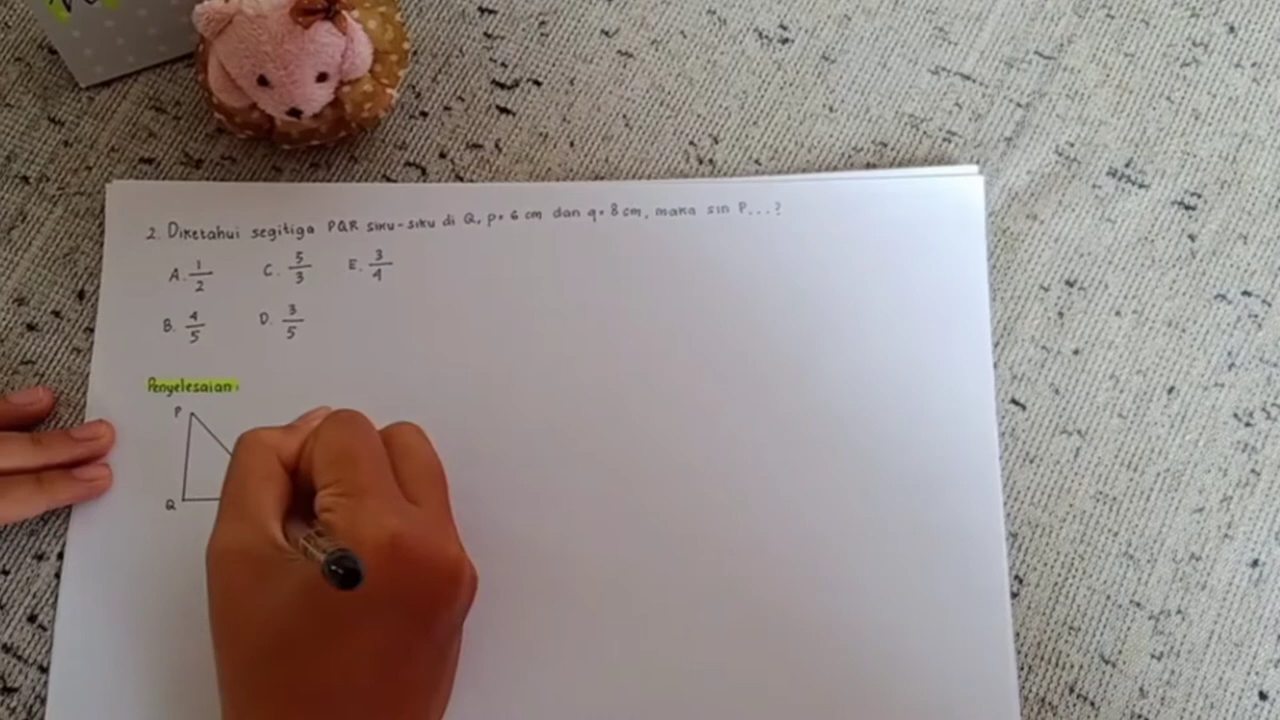 2. Diketahui segitiga PQR siku-siku di Q, p= 6 cm dan q= 8 cm, maka sin P...?
A. 1/2 C. 5/3 E. 3/4
B. 4/5 D. 3/5
Penyelesaian:
P
Q